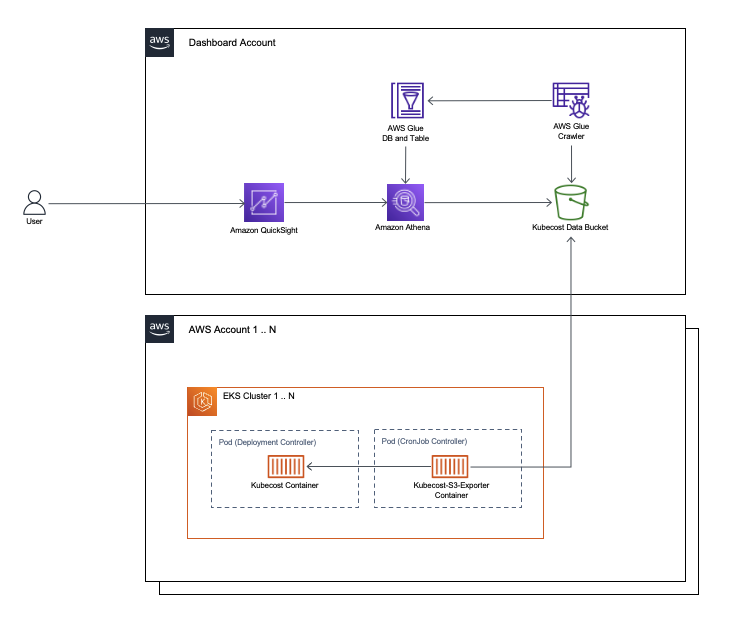 aws
Dashboard Account
AWS Glue
DB and Table
AWS Glue
Crawler
User
Amazon QuickSight
Amazon Athena
Kubecost Data Bucket
aws
AWS Account 1 .. N
EKS Cluster 1 .. N
Pod (Deployment Controller)
Kubecost Container
Pod (CronJob Controller)
Kubecost-S3-Exporter
Container